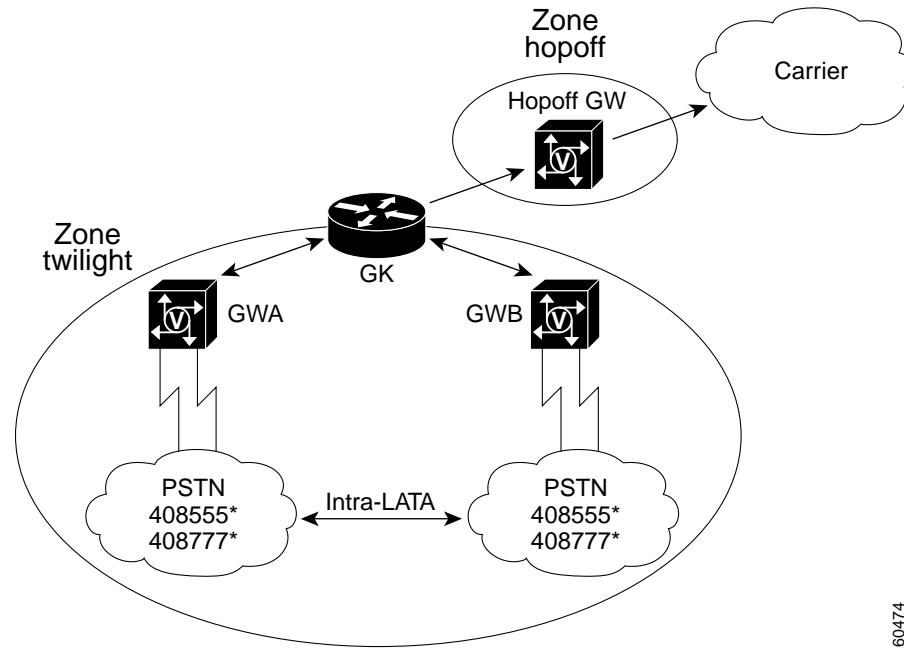 Zone
hopoff
Carrier
Hopoff GW
V
Zone
twilight
GK
V
GWA
GWB
V
PSTN
408555*
408777*
Intra-LATA
PSTN
408555*
408777*
60474